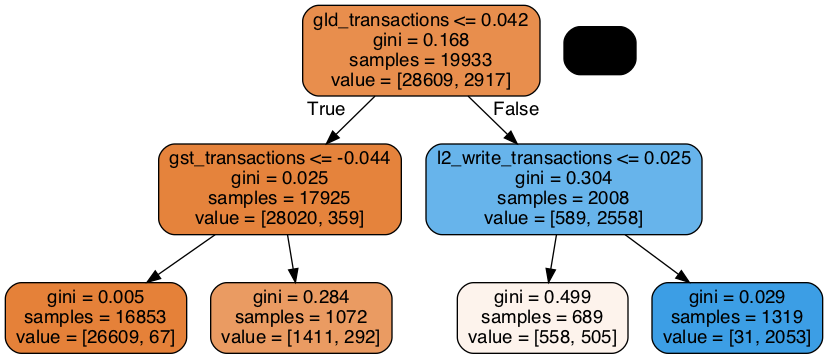 gld_transactions <= 0.042
gini = 0.168
samples = 19933
value = [28609, 2917]
True
False
gst_transactions <= -0.044
gini = 0.025
samples = 17925
value = [28020, 359]
l2_write_transactions <= 0.025
gini = 0.304
samples = 2008
value = [589, 2558]
gini = 0.005
samples = 16853
value = [26609, 67]
gini = 0.284
samples = 1072
value = [1411, 292]
gini = 0.499
samples = 689
value = [558, 505]
gini = 0.029
samples = 1319
value = [31, 2053]